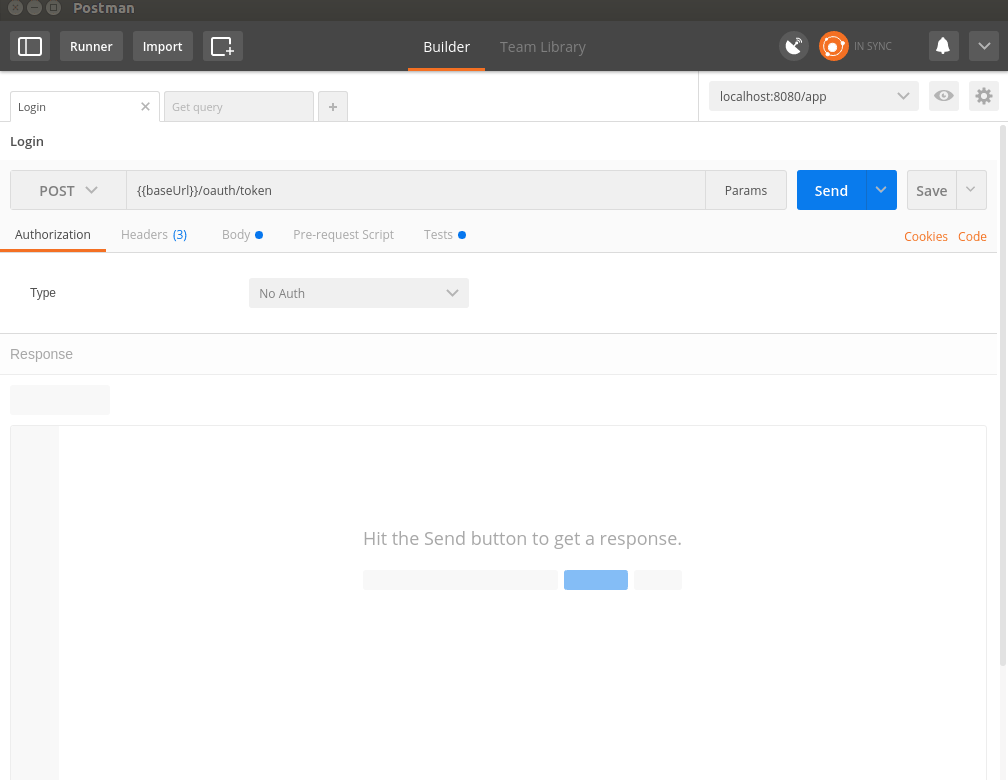 Postman
Runner Import Builder Team Library IN SYNC
Login Get query + localhost:8080/app
Login
POST {{baseUrl}}/oauth/token Params Send Save
Authorization Headers (3) Body Pre-request Script Tests Cookies Code
Type No Auth
Response
Hit the Send button to get a response.